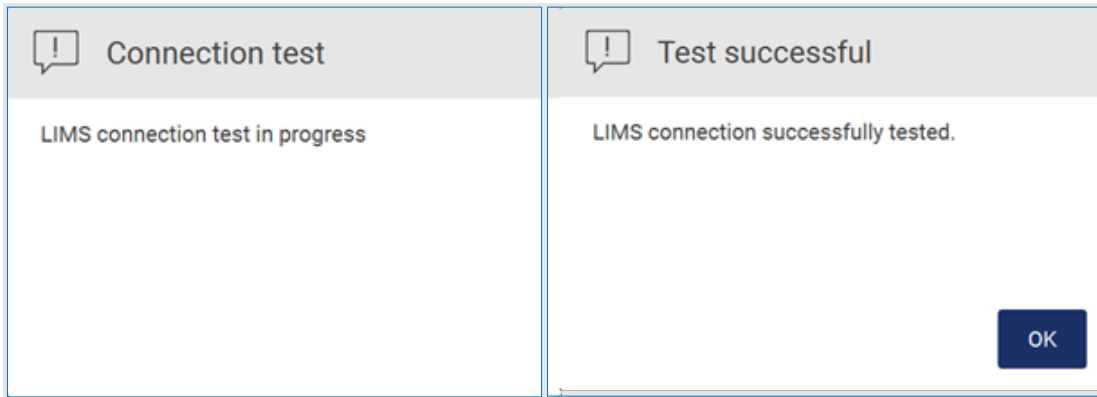 Connection test
LIMS connection test in progress
Test successful
LIMS connection successfully tested.
OK